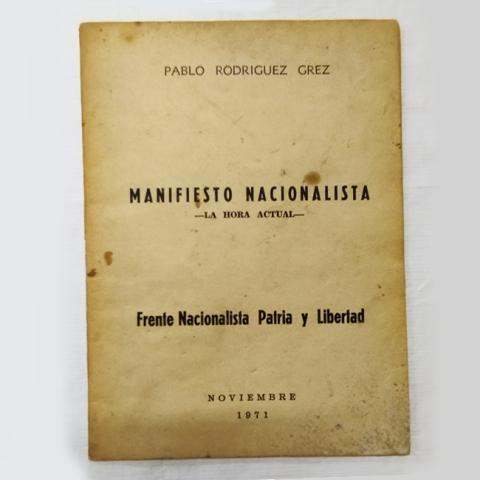 PABLO RODRIGUEZ GREZ
MANIFIESTO NACIONALISTA
—LA HORA ACTUAL—
Frente Nacionalista Patria y Libertad
NOVIEMBRE
1971